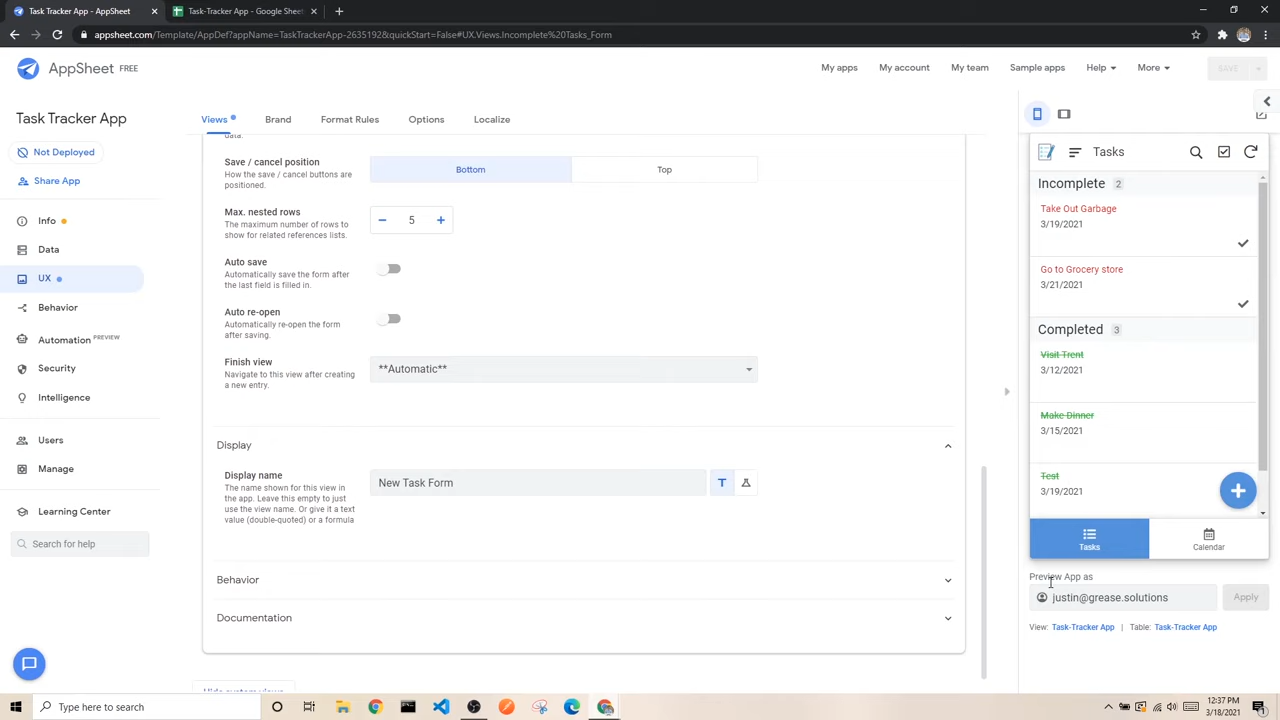 Task Tracker App
Task-Tracker App - Google Sheet
appsheet.com/Template/AppDef?appName=TaskTrackerApp-2635192&quickStart=False#UX.Views.Incomplete%20Tasks_Form
AppSheet FREE
My apps
My account
My team
Sample apps
Help
More
SAVE
Task Tracker App
Not Deployed
Share App
Info
Data
UX
Behavior
Automation PREVIEW
Security
Intelligence
Users
Manage
Learning Center
Search for help
Views
Brand
Format Rules
Options
Localize
data.
Save / cancel position
How the save / cancel buttons are
positioned.
Bottom
Top
Max. nested rows
The maximum number of rows to
show for related references lists.
5
Auto save
Automatically save the form after
the last field is filled in.
Auto re-open
Automatically re-open the form
after saving.
Finish view
Navigate to this view after creating
a new entry.
**Automatic**
Display
Display name
The name shown for this view in
the app. Leave this empty to just
use the view name. Or give it a text
value (double-quoted) or a formula
New Task Form
T
Behavior
Documentation
Hide custom views
Tasks
Incomplete 2
Take Out Garbage
3/19/2021
Go to Grocery store
3/21/2021
Completed 3
Visit Trent
3/12/2021
Make Dinner
3/15/2021
Test
3/19/2021
Tasks
Calendar
Preview App as
justin@grease.solutions
Apply
View: Task-Tracker App | Table: Task-Tracker App
Type here to search
12:37 PM
3/18/2021